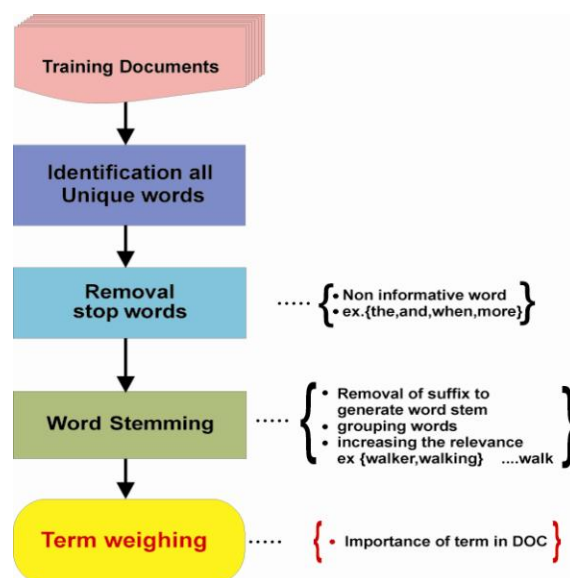 Training Documents
Identification all
Unique words
Removal
stop words
..... { • Non informative word
• ex.{the,and,when,more} }
Word Stemming
..... { • Removal of suffix to
generate word stem
• grouping words
• increasing the relevance
ex {walker,walking} ....walk }
Term weighing
..... { • Importance of term in DOC }